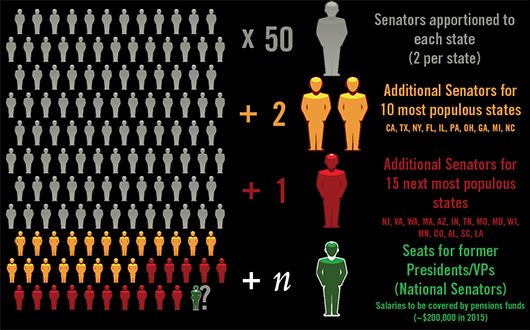 x 50
Senators apportioned to
each state
(2 per state)
+ 2
Additional Senators for
10 most populous states
CA, TX, NY, FL, IL, PA, OH, GA, MI, NC
+ 1
Additional Senators for
15 next most populous
states
NJ, VA, WA, MA, AZ, IN, TN, MO, MD, WI,
MN, CO, AL, SC, LA
?
+ n
Seats for former
Presidents/VPs
(National Senators)
Salaries to be covered by pensions funds
(~$200,000 in 2015)